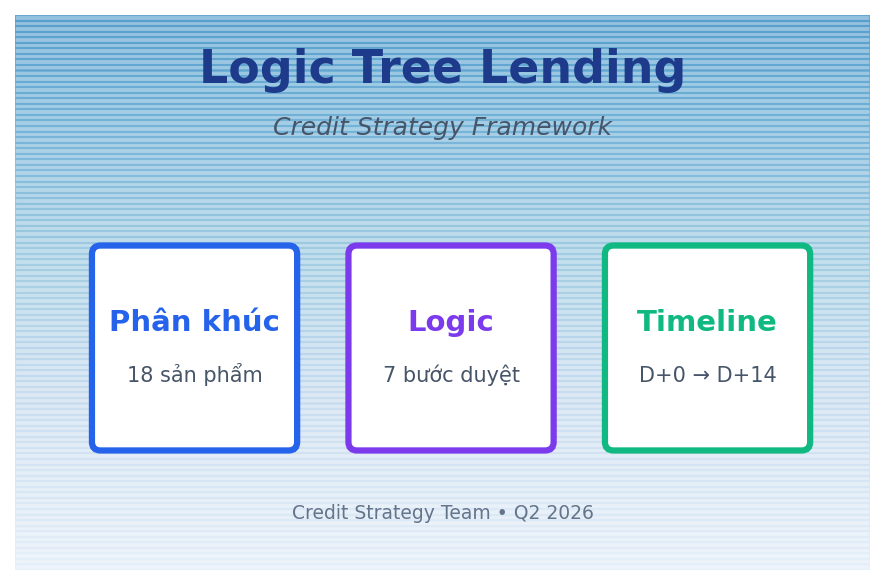 Logic Tree Lending
Credit Strategy Framework
Phân khúc
18 sản phẩm
Logic
7 bước duyệt
Timeline
D+0 → D+14
Credit Strategy Team • Q2 2026